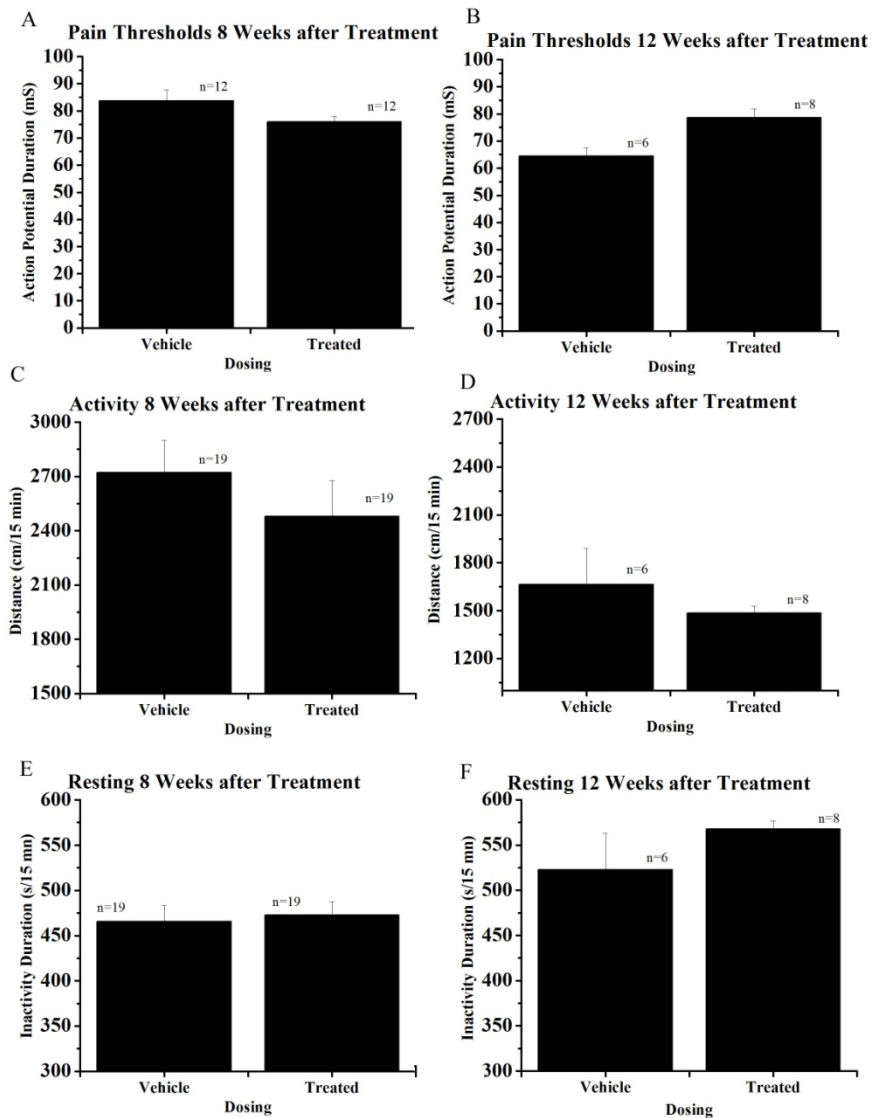 A
Pain Thresholds 8 Weeks after Treatment
Action Potential Duration (mS)
100
90
80
70
60
50
40
30
20
10
0
n=12
n=12
Vehicle
Treated
Dosing
B
Pain Thresholds 12 Weeks after Treatment
Action Potential Duration (mS)
100
90
80
70
60
50
40
30
20
10
0
n=6
n=8
Vehicle
Treated
Dosing
C
Activity 8 Weeks after Treatment
Distance (cm/15 min)
3000
2700
2400
2100
1800
1500
n=19
n=19
Vehicle
Treated
Dosing
D
Activity 12 Weeks after Treatment
Distance (cm/15 min)
2700
2400
2100
1800
1500
1200
n=6
n=8
Vehicle
Treated
Dosing
E
Resting 8 Weeks after Treatment
Inactivity Duration (s/15 mn)
600
550
500
450
400
350
300
n=19
n=19
Vehicle
Treated
Dosing
F
Resting 12 Weeks after Treatment
Inactivity Duration (s/15 mn)
600
550
500
450
400
350
300
n=6
n=8
Vehicle
Treated
Dosing